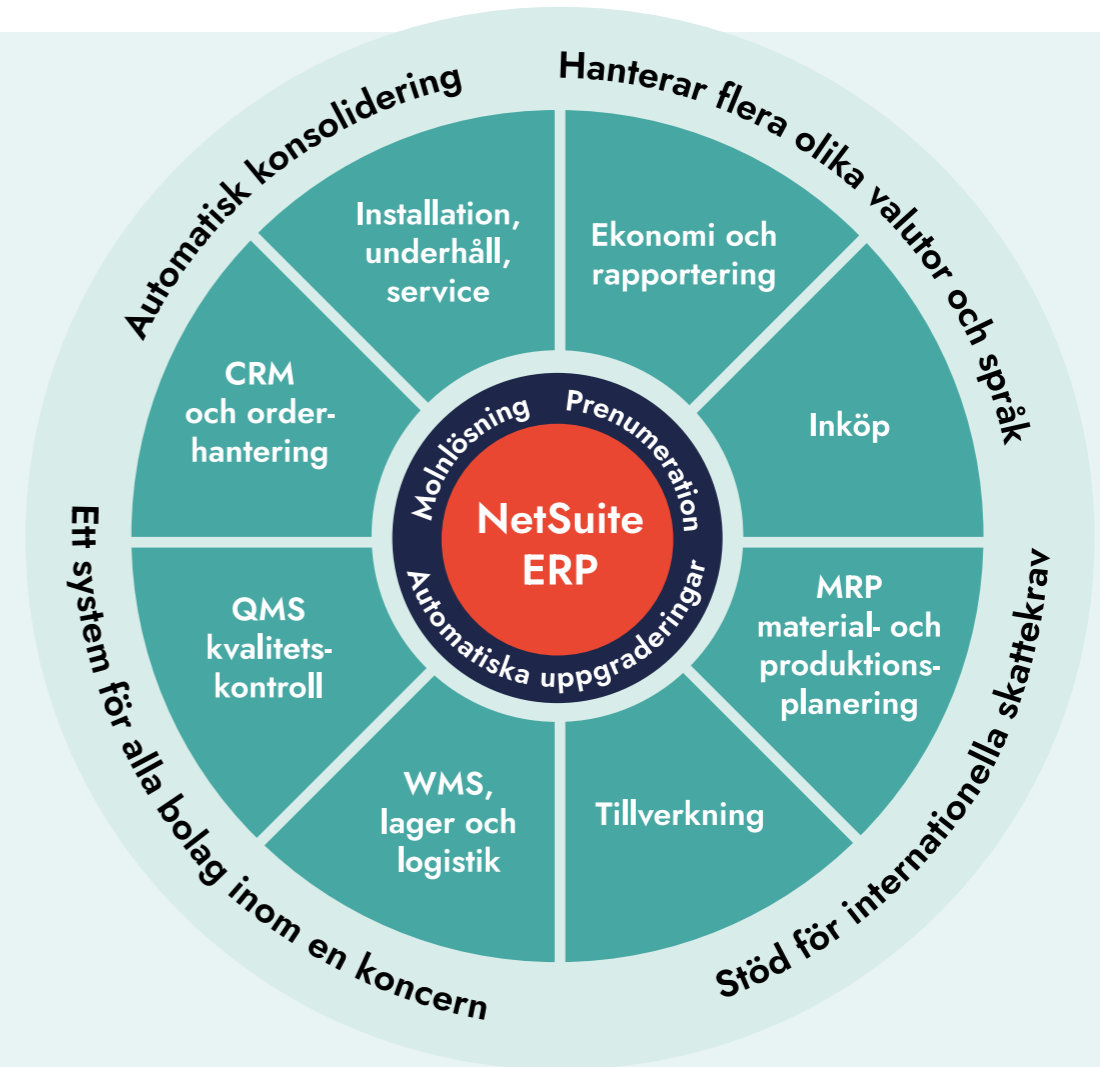 Automatisk konsolidering
Hanterar flera olika valutor och språk
Stöd för internationella skattekrav
Ett system för alla bolag inom en koncern
Installation,
underhåll,
service
Ekonomi och
rapportering
Inköp
MRP
material- och
produktions-
planering
Tillverkning
WMS,
lager och
logistik
QMS
kvalitets-
kontroll
CRM
och order-
hantering
Molnlösning
Prenumeration
Automatiska uppgraderingar
NetSuite
ERP